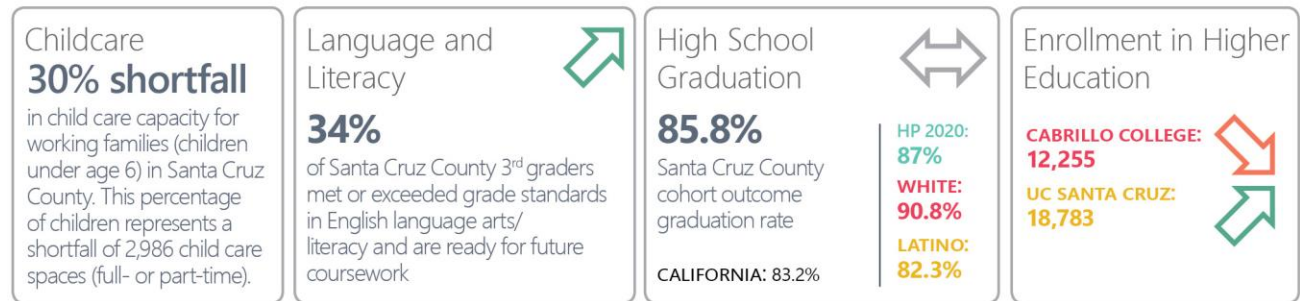 Childcare
30% shortfall
in child care capacity for
working families (children
under age 6) in Santa Cruz
County. This percentage
of children represents a
shortfall of 2,986 child care
spaces (full- or part-time).
Language and
Literacy
34%
of Santa Cruz County 3rd graders
met or exceeded grade standards
in English language arts/
literacy and are ready for future
coursework
High School
Graduation
85.8%
Santa Cruz County
cohort outcome
graduation rate
CALIFORNIA: 83.2%
HP 2020:
87%
WHITE:
90.8%
LATINO:
82.3%
Enrollment in Higher
Education
CABRILLO COLLEGE:
12,255
UC SANTA CRUZ:
18,783